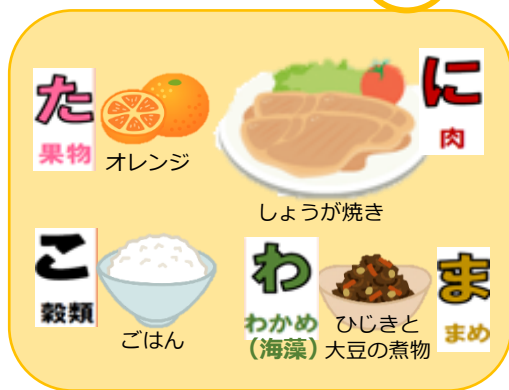 た
果物
オレンジ
に
肉
しょうが焼き
こ
穀類
ごはん
わ
わかめ
（海藻）
ひじきと
大豆の煮物
ま
まめ